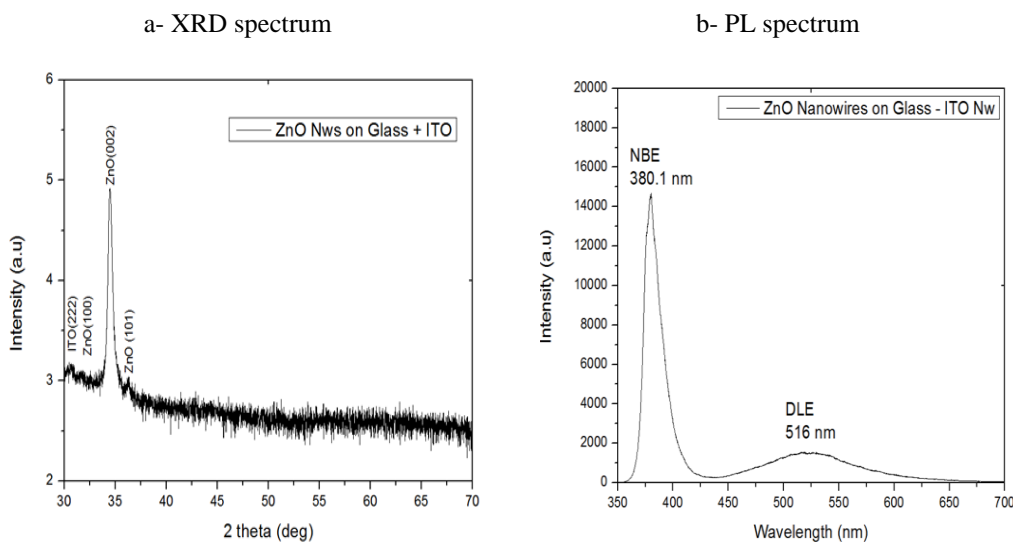 a- XRD spectrum
b- PL spectrum
6
5
4
3
2
Intensity (a.u)
ZnO Nws on Glass + ITO
ITO(222)
ZnO(100)
ZnO(002)
ZnO (101)
30 35 40 45 50 55 60 65 70
2 theta (deg)
20000
18000
16000
14000
12000
10000
8000
6000
4000
2000
0
Intensity (a.u)
ZnO Nanowires on Glass - ITO Nw
NBE
380.1 nm
DLE
516 nm
350 400 450 500 550 600 650 700
Wavelength (nm)